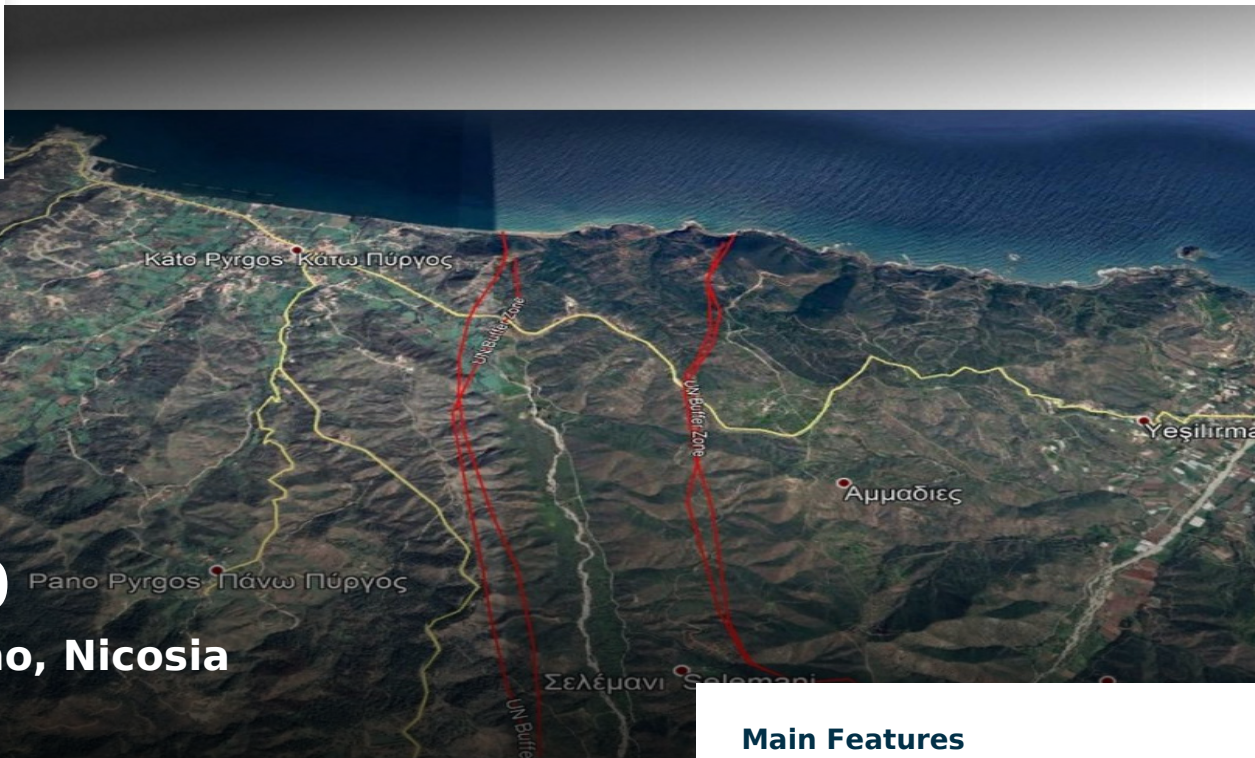 Kato Pyrgos Κάτω Πύργος
UN Buffer Zone
UN Buffer Zone
Yeşilırma
Αμμαδιες
Pano Pyrgos Πάνω Πύργος
no, Nicosia
Σελέμανι Selemani
UN Buffe
Main Features